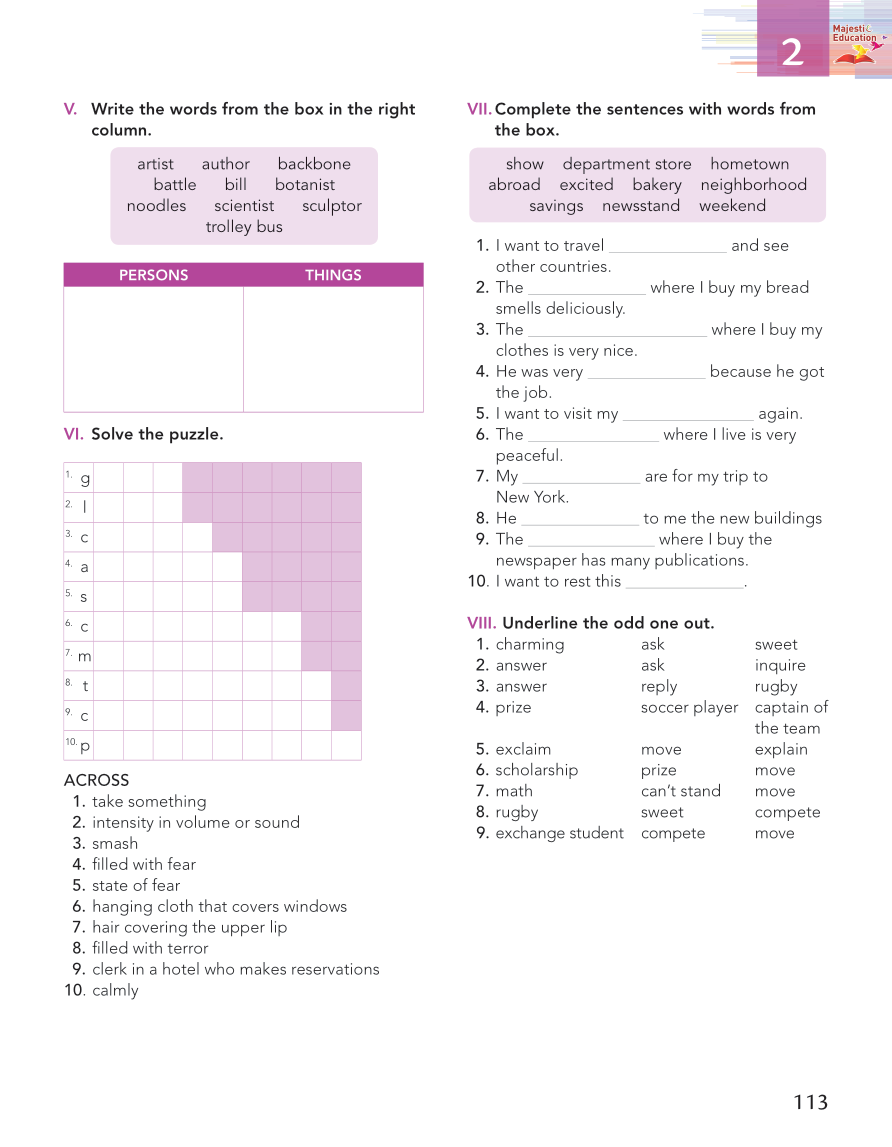 2
Majestic
Education
V. Write the words from the box in the right
column.
artist author backbone
battle bill botanist
noodles scientist sculptor
trolley bus
PERSONS THINGS
VI. Solve the puzzle.
1. g
2. l
3. c
4. a
5. s
6. c
7. m
8. t
9. c
10. p
ACROSS
1. take something
2. intensity in volume or sound
3. smash
4. filled with fear
5. state of fear
6. hanging cloth that covers windows
7. hair covering the upper lip
8. filled with terror
9. clerk in a hotel who makes reservations
10. calmly
VII. Complete the sentences with words from
the box.
show department store hometown
abroad excited bakery neighborhood
savings newsstand weekend
1. I want to travel ____________ and see
other countries.
2. The ____________ where I buy my bread
smells deliciously.
3. The ____________ where I buy my
clothes is very nice.
4. He was very ____________ because he got
the job.
5. I want to visit my ____________ again.
6. The ____________ where I live is very
peaceful.
7. My ____________ are for my trip to
New York.
8. He ____________ to me the new buildings
9. The ____________ where I buy the
newspaper has many publications.
10. I want to rest this ____________.
VIII. Underline the odd one out.
1. charming ask sweet
2. answer ask inquire
3. answer reply rugby
4. prize soccer player captain of
the team
5. exclaim move explain
6. scholarship prize move
7. math can't stand move
8. rugby sweet compete
9. exchange student compete move
113